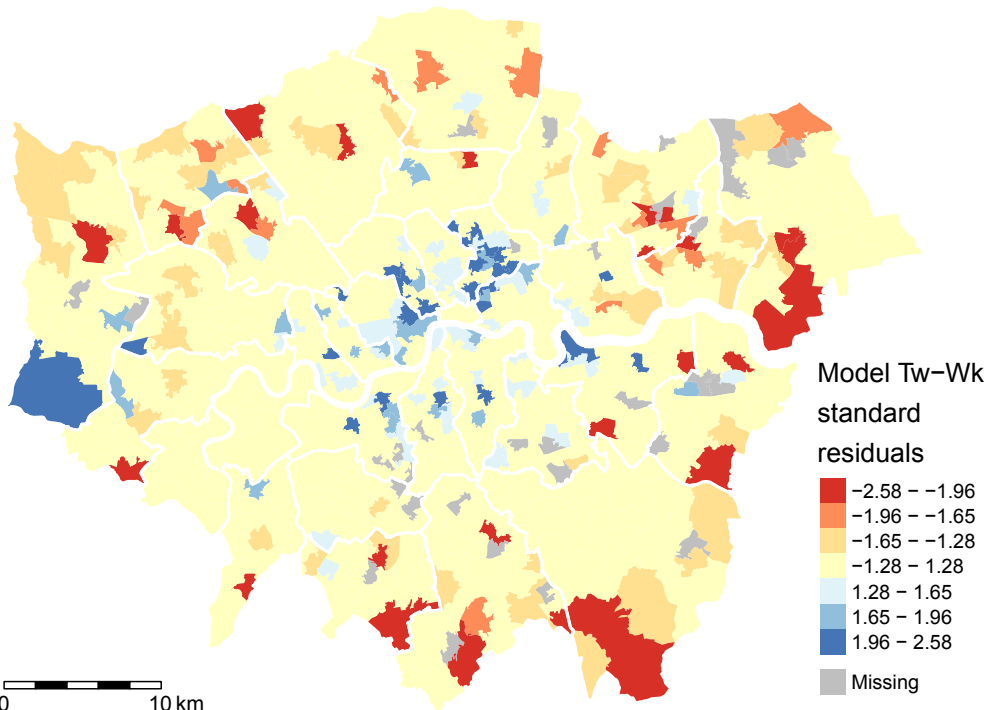 Model Tw−Wk
standard
residuals
−2.58 − −1.96
−1.96 − −1.65
−1.65 − −1.28
−1.28 − 1.28
1.28 − 1.65
1.65 − 1.96
1.96 − 2.58
Missing
0 10 km